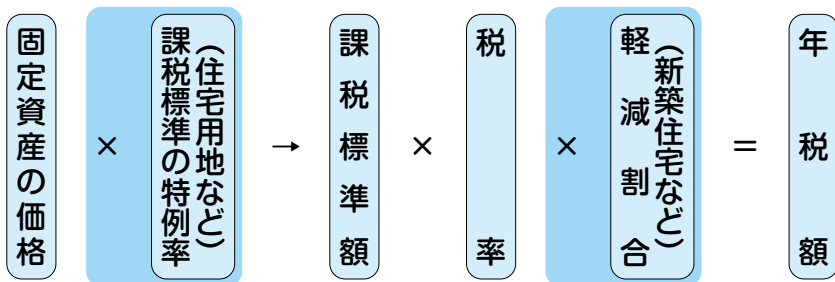 固定資産の価格
×
課税標準の特例率
（住宅用地など）
→
課税標準額
×
税率
×
軽減割合
（新築住宅など）
＝
年税額